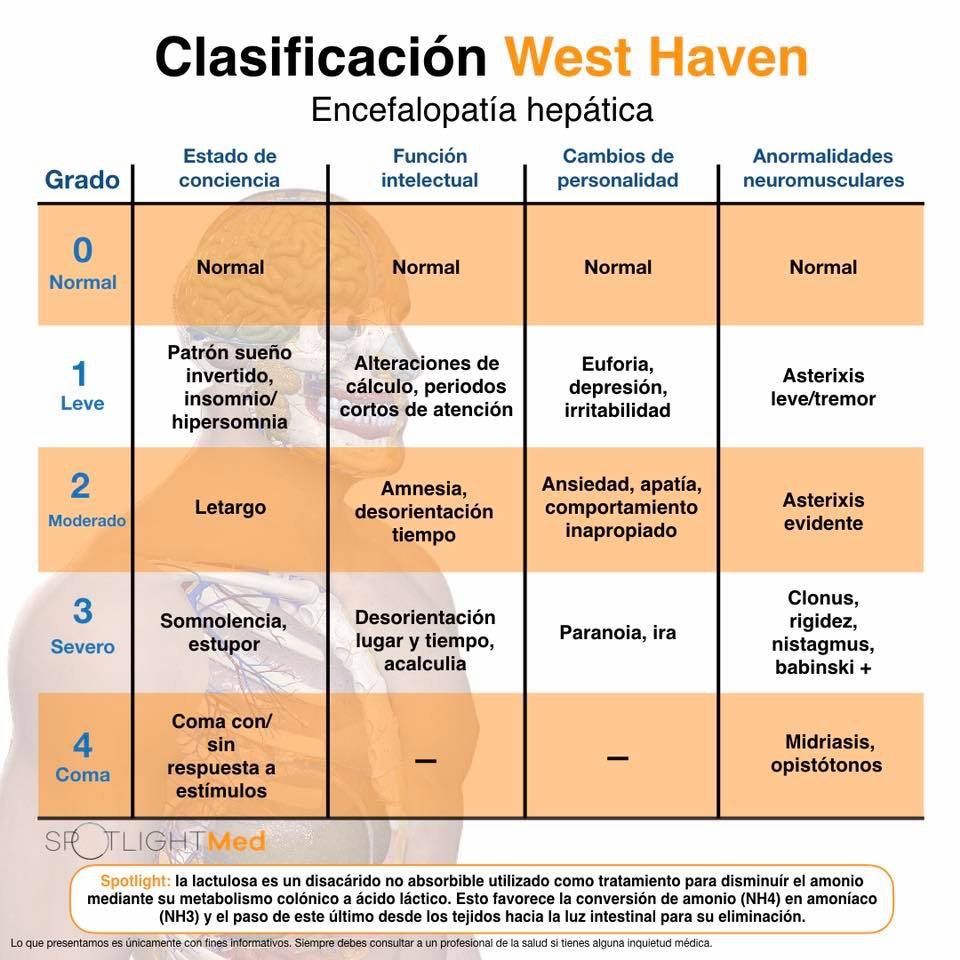 Clasificación West Haven
Encefalopatía hepática
Grado
Estado de
conciencia
Función
intelectual
Cambios de
personalidad
Anormalidades
neuromusculares
0
Normal
Normal
Normal
Normal
Normal
1
Leve
Patrón sueño
invertido,
insomnio/
hipersomnia
Alteraciones de
cálculo, periodos
cortos de atención
Euforia,
depresión,
irritabilidad
Asterixis
leve/tremor
2
Moderado
Letargo
Amnesia,
desorientación
tiempo
Ansiedad, apatía,
comportamiento
inapropiado
Asterixis
evidente
3
Severo
Somnolencia,
estupor
Desorientación
lugar y tiempo,
acalculia
Paranoia, ira
Clonus,
rigidez,
nistagmus,
babinski +
4
Coma
Coma con/
sin
respuesta a
estímulos
—
—
Midriasis,
opistótonos
SPOTLIGHTMed
Spotlight: la lactulosa es un disacárido no absorbible utilizado como tratamiento para disminuír el amonio
mediante su metabolismo colónico a ácido láctico. Esto favorece la conversión de amonio (NH4) en amoníaco
(NH3) y el paso de este último desde los tejidos hacia la luz intestinal para su eliminación.
Lo que presentamos es únicamente con fines informativos. Siempre debes consultar a un profesional de la salud si tienes alguna inquietud médica.